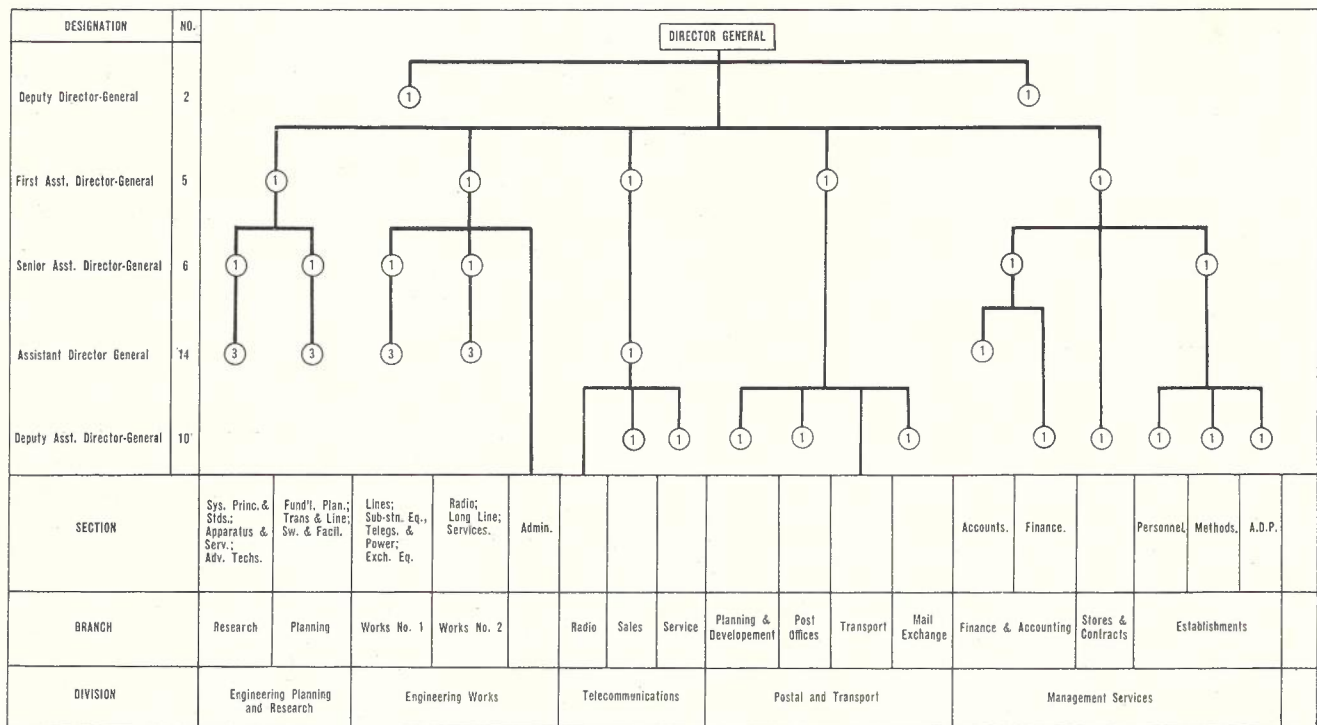 DESIGNATION NO.
DIRECTOR GENERAL
Deputy Director-General 2 1 1
First Asst. Director-General 5 1 1 1 1 1
Senior Asst. Director-General 6 1 1 1 1 1 1
Assistant Director General 14 3 3 3 3 1 1
Deputy Asst. Director-General 10 1 1 1 1 1 1 1 1 1 1
SECTION
Sys. Princ. &
Stds.;
Apparatus &
Serv.;
Adv. Techs.
Fund'l. Plan.;
Trans & Line;
Sw. & Facil.
Lines;
Sub-stn. Eq.,
Telegs. &
Power;
Exch. Eq.
Radio;
Long Line;
Services.
Admin.
Accounts.
Finance.
Personnel,
Methods,
A.D.P.
BRANCH
Research
Planning
Works No. 1
Works No. 2
Radio
Sales
Service
Planning &
Developement
Post
Offices
Transport
Mail
Exchange
Finance & Accounting
Stores &
Contracts
Establishments
DIVISION
Engineering Planning
and Research
Engineering Works
Telecommunications
Postal and Transport
Management Services